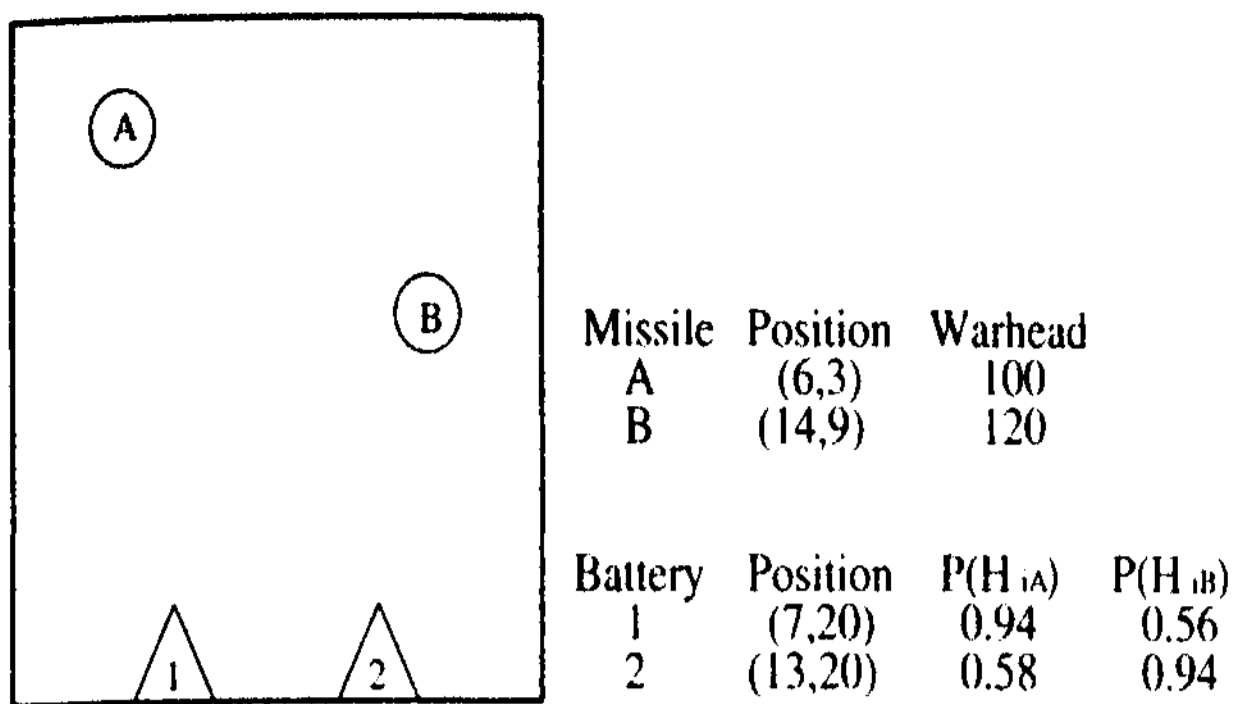 A
B
Missile Position Warhead
A (6,3) 100
B (14,9) 120
Battery Position P(H iA) P(H iB)
1 (7,20) 0.94 0.56
2 (13,20) 0.58 0.94
1 2